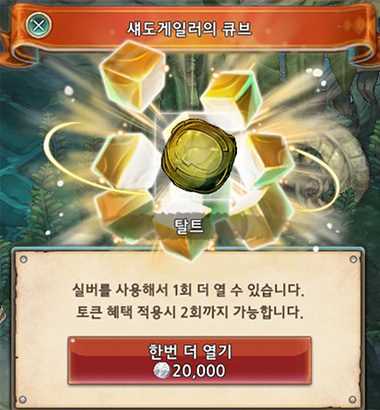 섀도게일러의 큐브
탈트
실버를 사용해서 1회 더 열 수 있습니다.
토큰 혜택 적용시 2회까지 가능합니다.
한번 더 열기
20,000